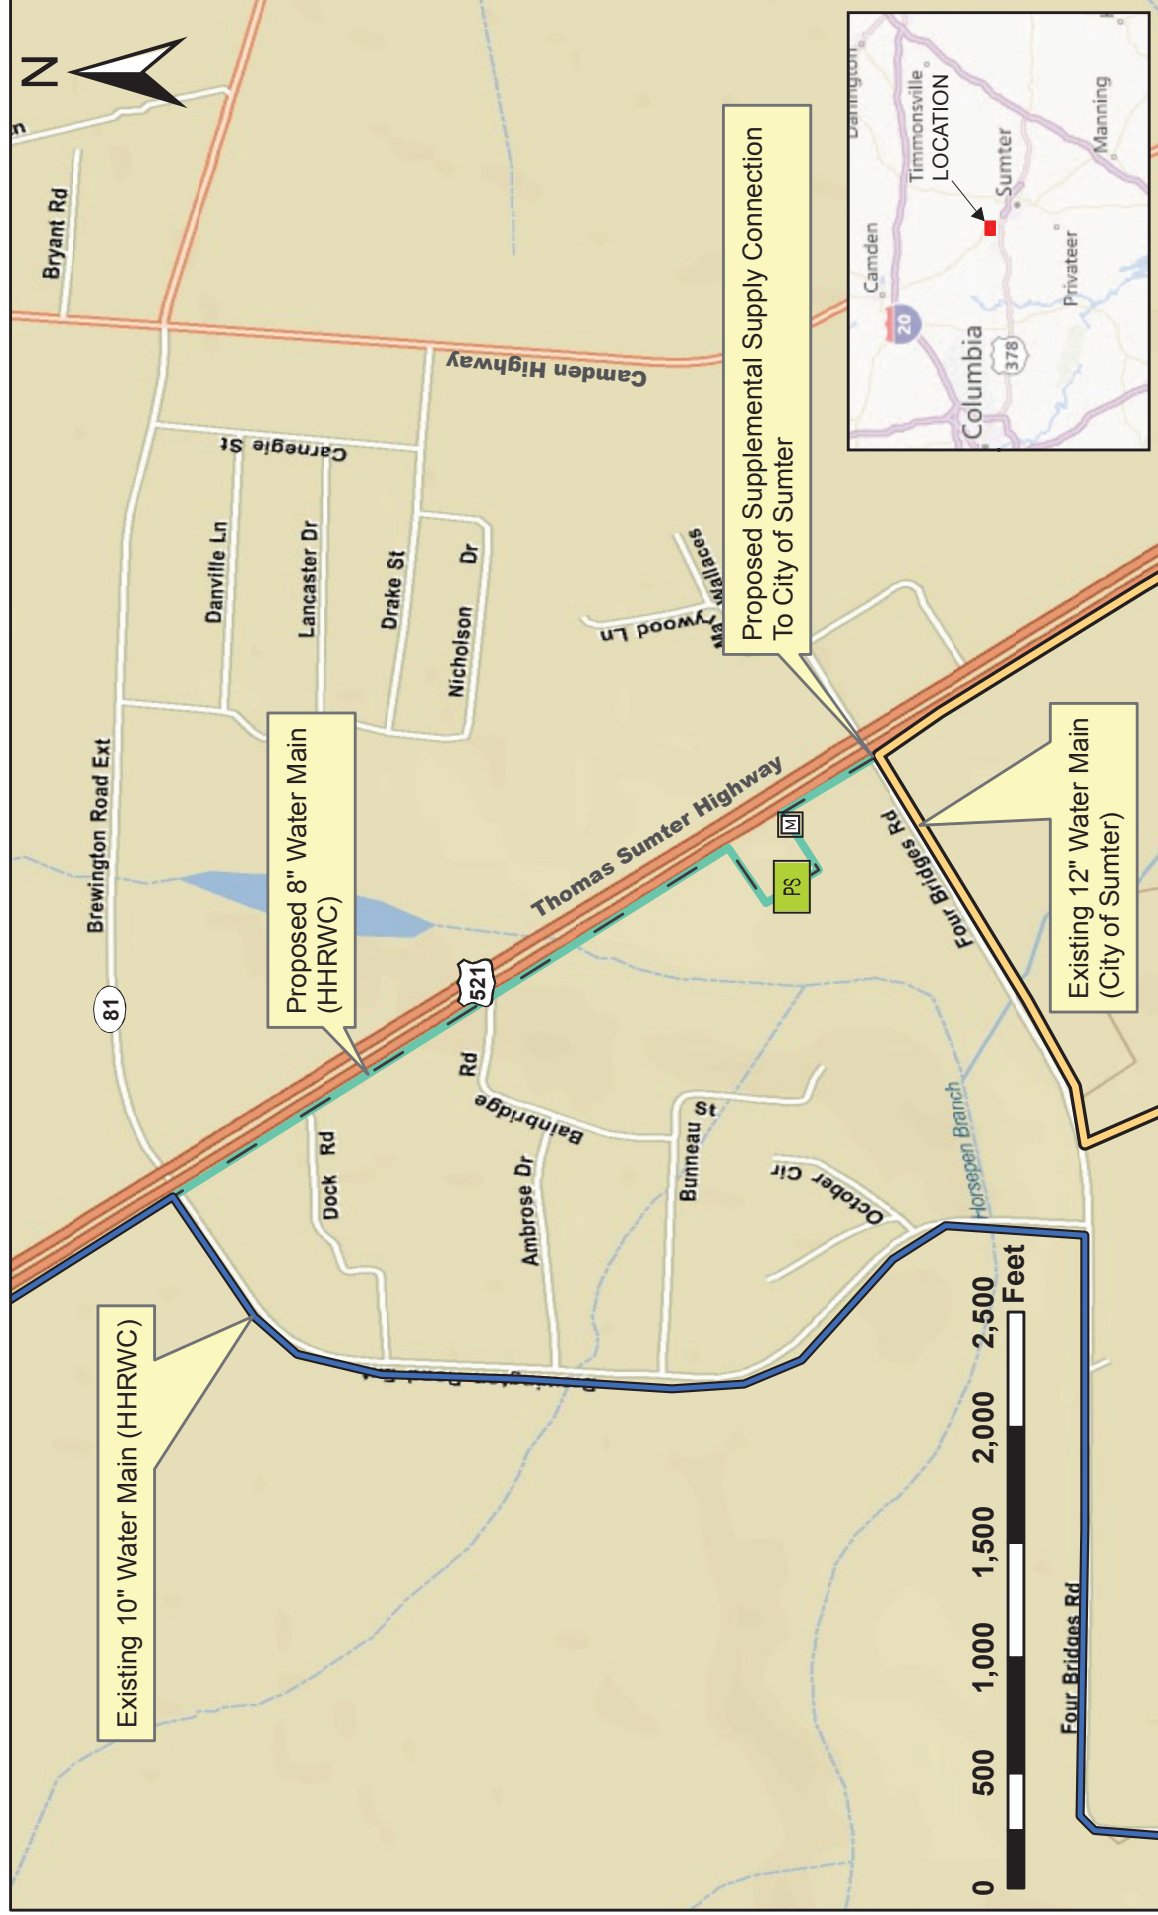 N
Bryant Rd
Brewington Road Ext
81
Danville Ln
Lancaster Dr
Drake St
Nicholson Dr
Carnegie St
Camden Highway
Existing 10" Water Main (HHRWC)
Proposed 8" Water Main
(HHRWC)
Thomas Sumter Highway
521
Dock Rd
Bainbridge Rd
Ambrose Dr
Bunneau St
October Cir
Horsepen Branch
PS
M
Proposed Supplemental Supply Connection
To City of Sumter
Existing 12" Water Main
(City of Sumter)
Four Bridges Rd
Four Bridges Rd
0 500 1,000 1,500 2,000 2,500
Feet
Camden
Timmonsville
LOCATION
20
Columbia
378
Sumter
Privateer
Manning